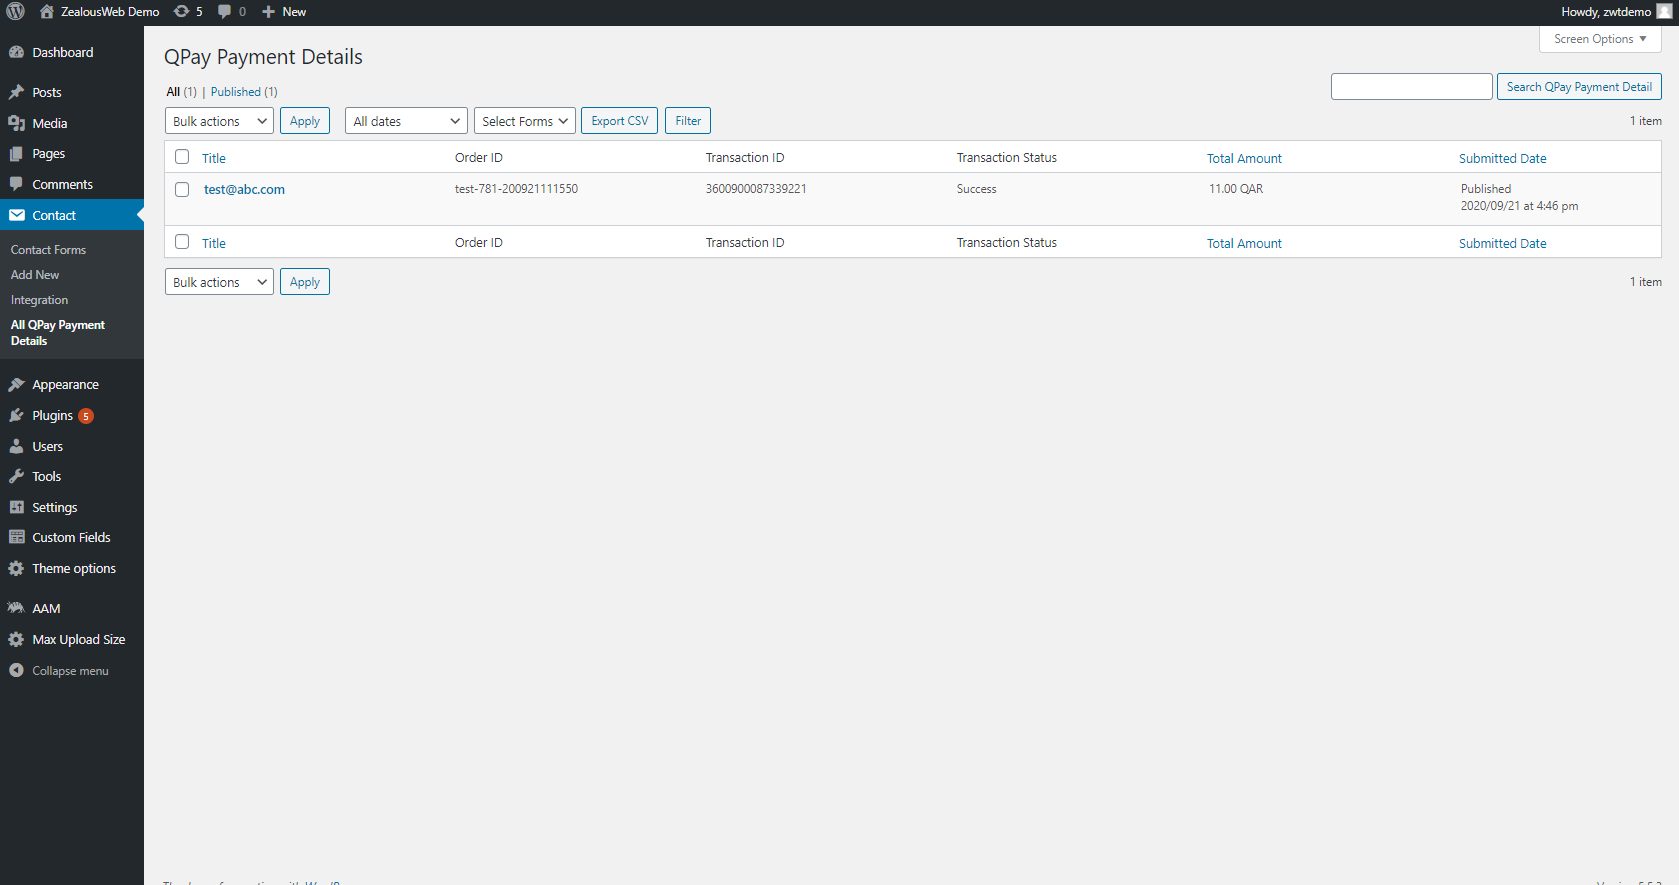 ZealousWeb Demo 5 0 New Howdy, zwtdemo
Dashboard
Posts
Media
Pages
Comments
Contact
Contact Forms
Add New
Integration
All QPay Payment
Details
Appearance
Plugins 5
Users
Tools
Settings
Custom Fields
Theme options
AAM
Max Upload Size
Collapse menu
Screen Options
QPay Payment Details
All (1) | Published (1)
Search QPay Payment Detail
Bulk actions Apply All dates Select Forms Export CSV Filter 1 item
Title Order ID Transaction ID Transaction Status Total Amount Submitted Date
test@abc.com test-781-200921111550 3600900087339221 Success 11.00 QAR Published
2020/09/21 at 4:46 pm
Title Order ID Transaction ID Transaction Status Total Amount Submitted Date
Bulk actions Apply 1 item